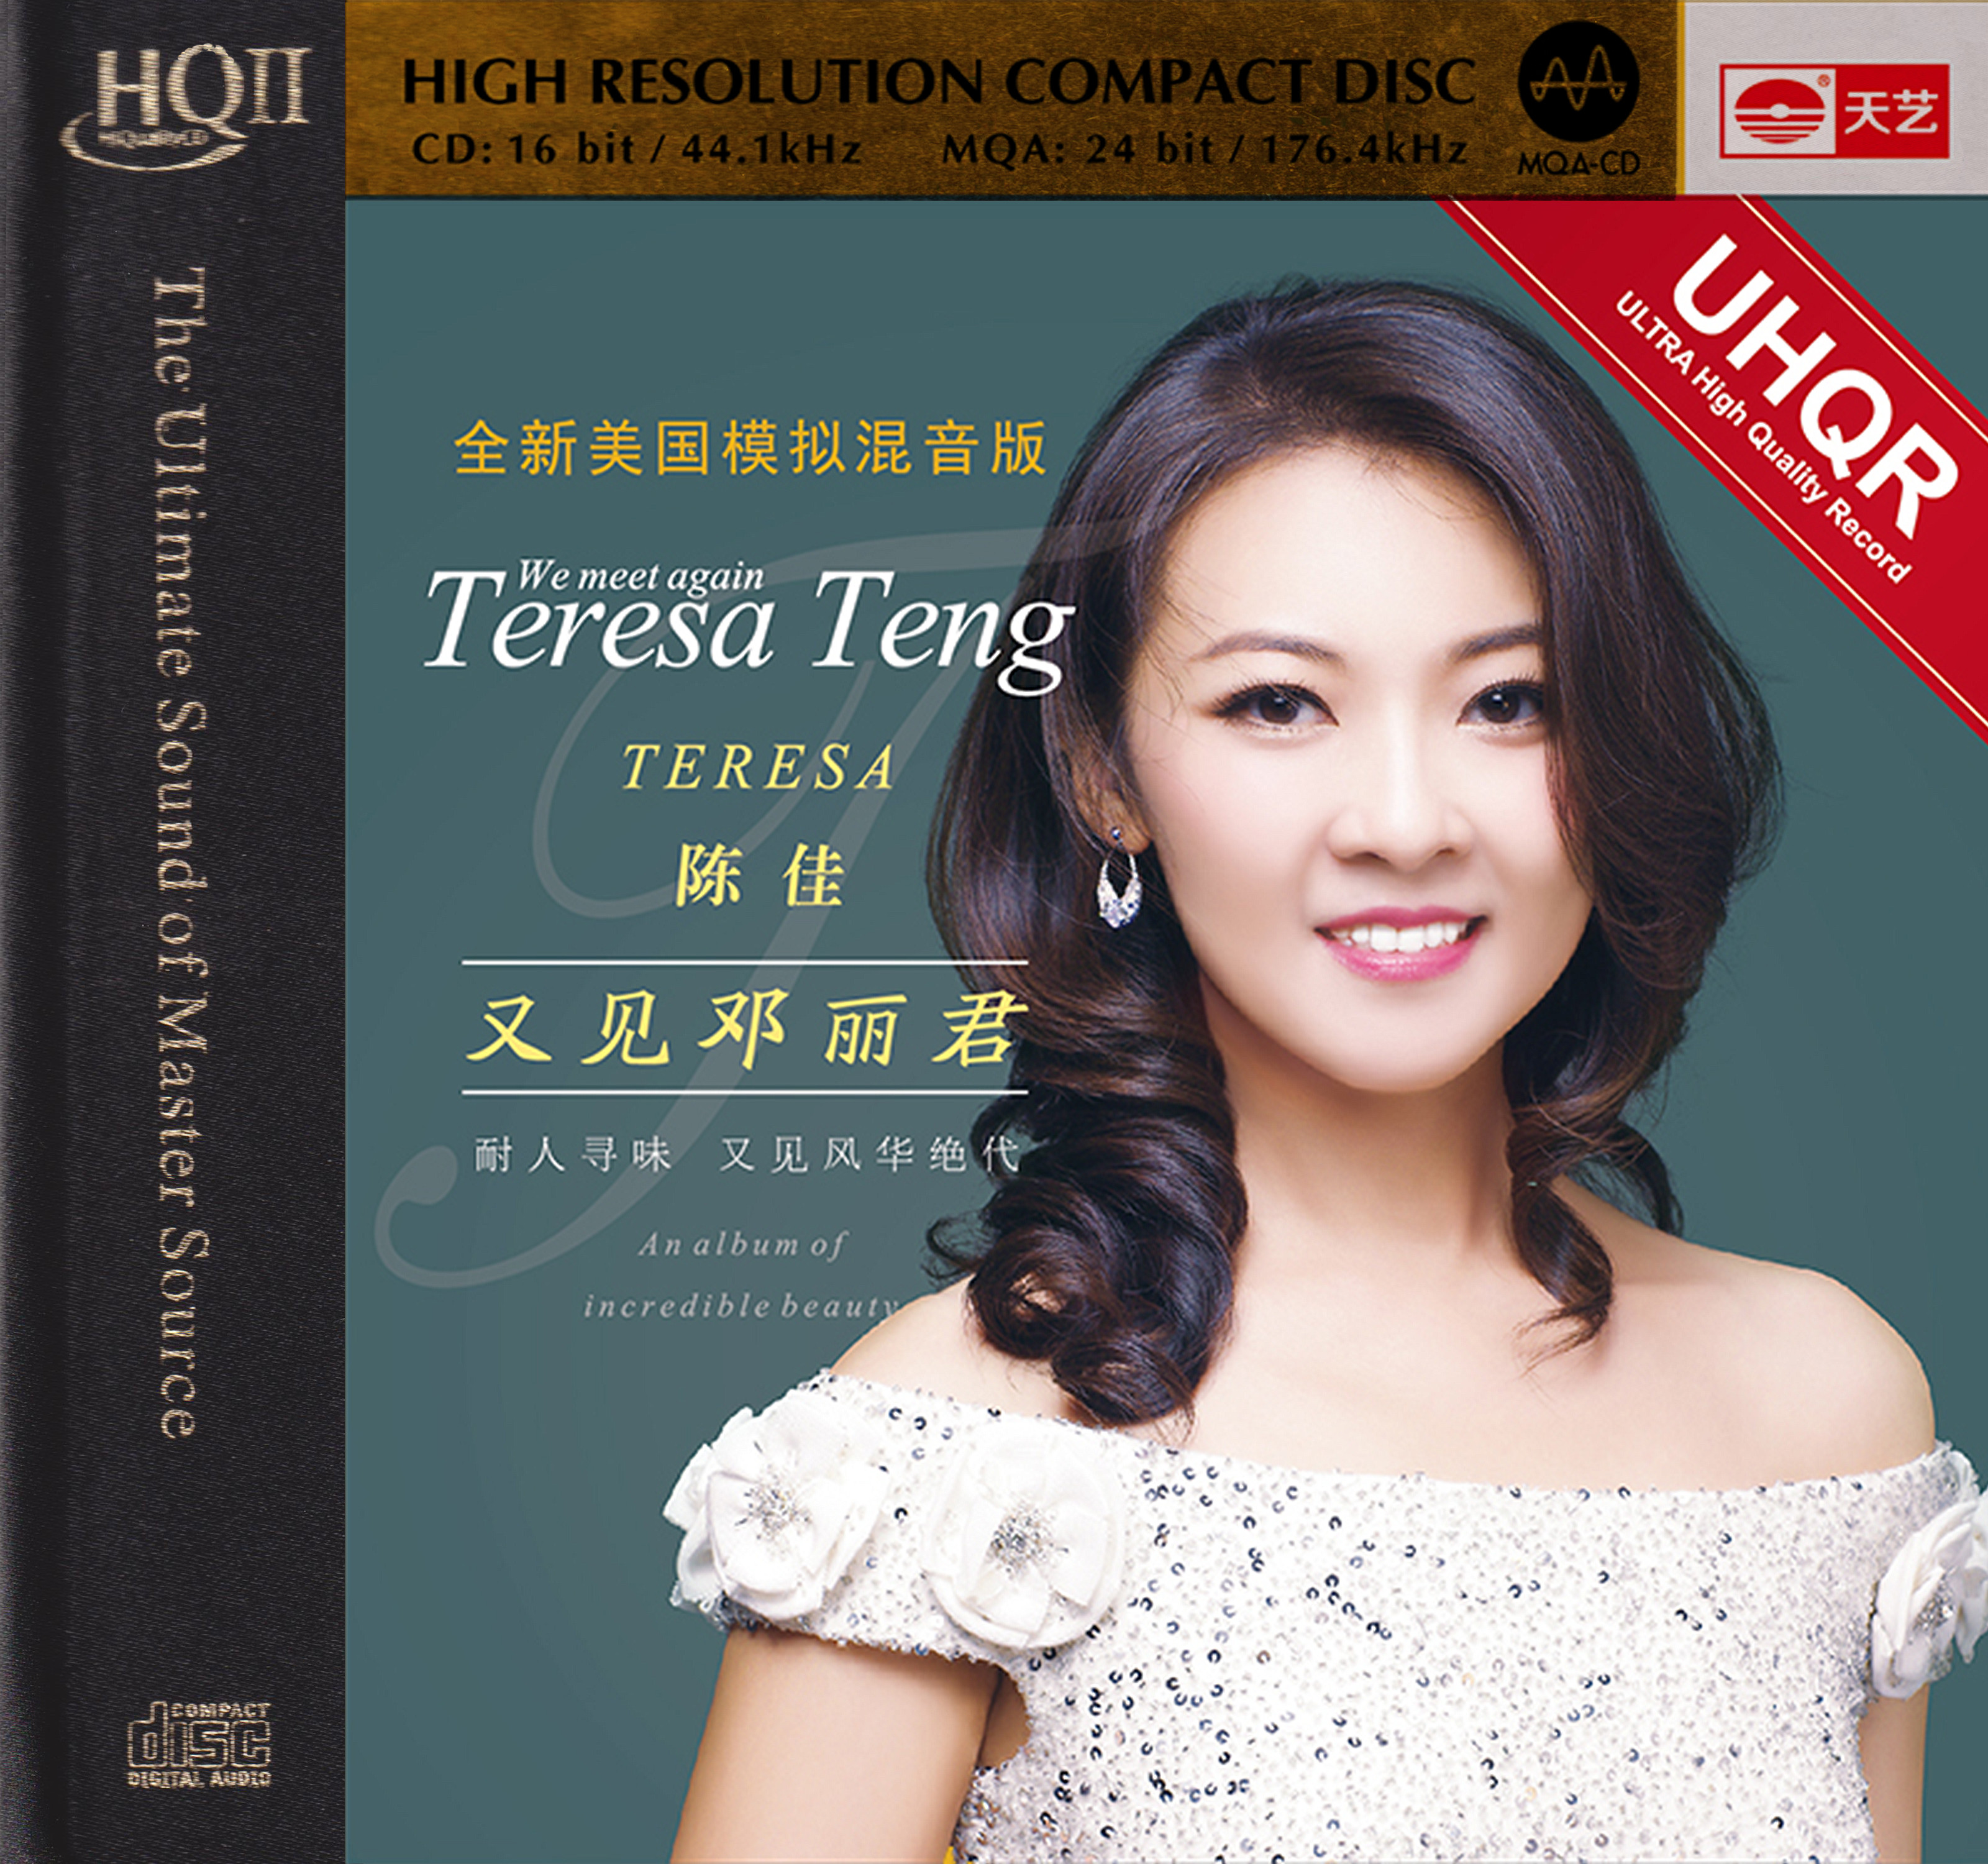 HQII
HiQualityCD
The Ultimate Sound of Master Source
COMPACT
disc
DIGITAL AUDIO
HIGH RESOLUTION COMPACT DISC
CD: 16 bit / 44.1kHz MQA: 24 bit / 176.4kHz
MQA-CD
® 天艺
UHQR
ULTRA High Quality Record
全新美国模拟混音版
We meet again
Teresa Teng
TERESA
陈佳
又见邓丽君
耐人寻味 又见风华绝代
An album of
incredible beauty